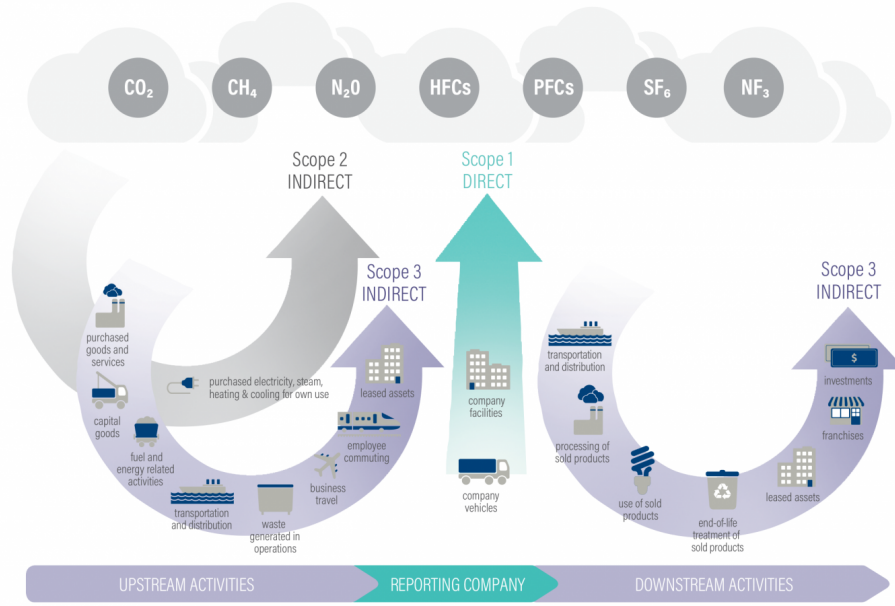 CO₂
CH₄
N₂0
HFCs
PFCs
SF₆
NF₃
Scope 2
INDIRECT
Scope 1
DIRECT
Scope 3
INDIRECT
Scope 3
INDIRECT
purchased
goods and
services
capital
goods
fuel and
energy related
activities
transportation
and distribution
waste
generated in
operations
business
travel
employee
commuting
leased assets
purchased electricity, steam,
heating & cooling for own use
company
facilities
company
vehicles
transportation
and distribution
processing of
sold products
use of sold
products
end-of-life
treatment of
sold products
leased assets
franchises
$
investments
UPSTREAM ACTIVITIES
REPORTING COMPANY
DOWNSTREAM ACTIVITIES